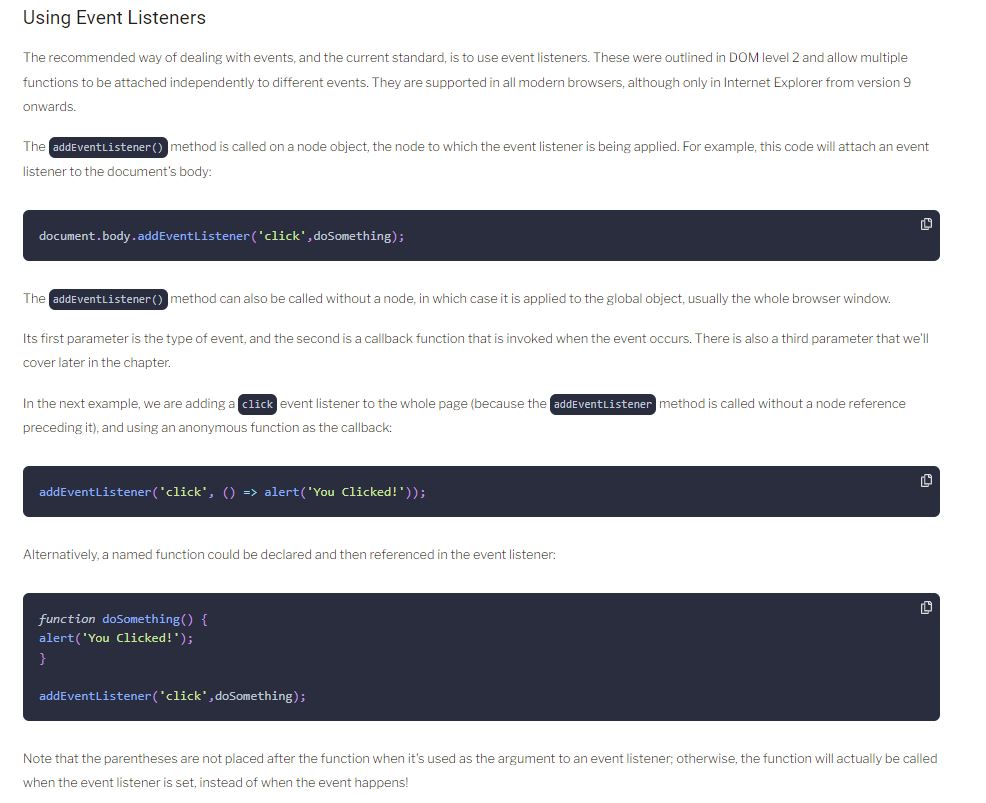 Using Event Listeners
The recommended way of dealing with events, and the current standard, is to use event listeners. These were outlined in DOM level 2 and allow multiple
functions to be attached independently to different events. They are supported in all modern browsers, although only in Internet Explorer from version 9
onwards.
The addEventListener() method is called on a node object, the node to which the event listener is being applied. For example, this code will attach an event
listener to the document's body:
document.body.addEventListener('click',doSomething);
The addEventListener() method can also be called without a node, in which case it is applied to the global object, usually the whole browser window.
Its first parameter is the type of event, and the second is a callback function that is invoked when the event occurs. There is also a third parameter that we'll
cover later in the chapter.
In the next example, we are adding a click event listener to the whole page (because the addEventListener method is called without a node reference
preceding it), and using an anonymous function as the callback:
addEventListener('click', () => alert('You Clicked!'));
Alternatively, a named function could be declared and then referenced in the event listener:
function doSomething() {
alert('You Clicked!');
}
addEventListener('click',doSomething);
Note that the parentheses are not placed after the function when it's used as the argument to an event listener; otherwise, the function will actually be called
when the event listener is set, instead of when the event happens!